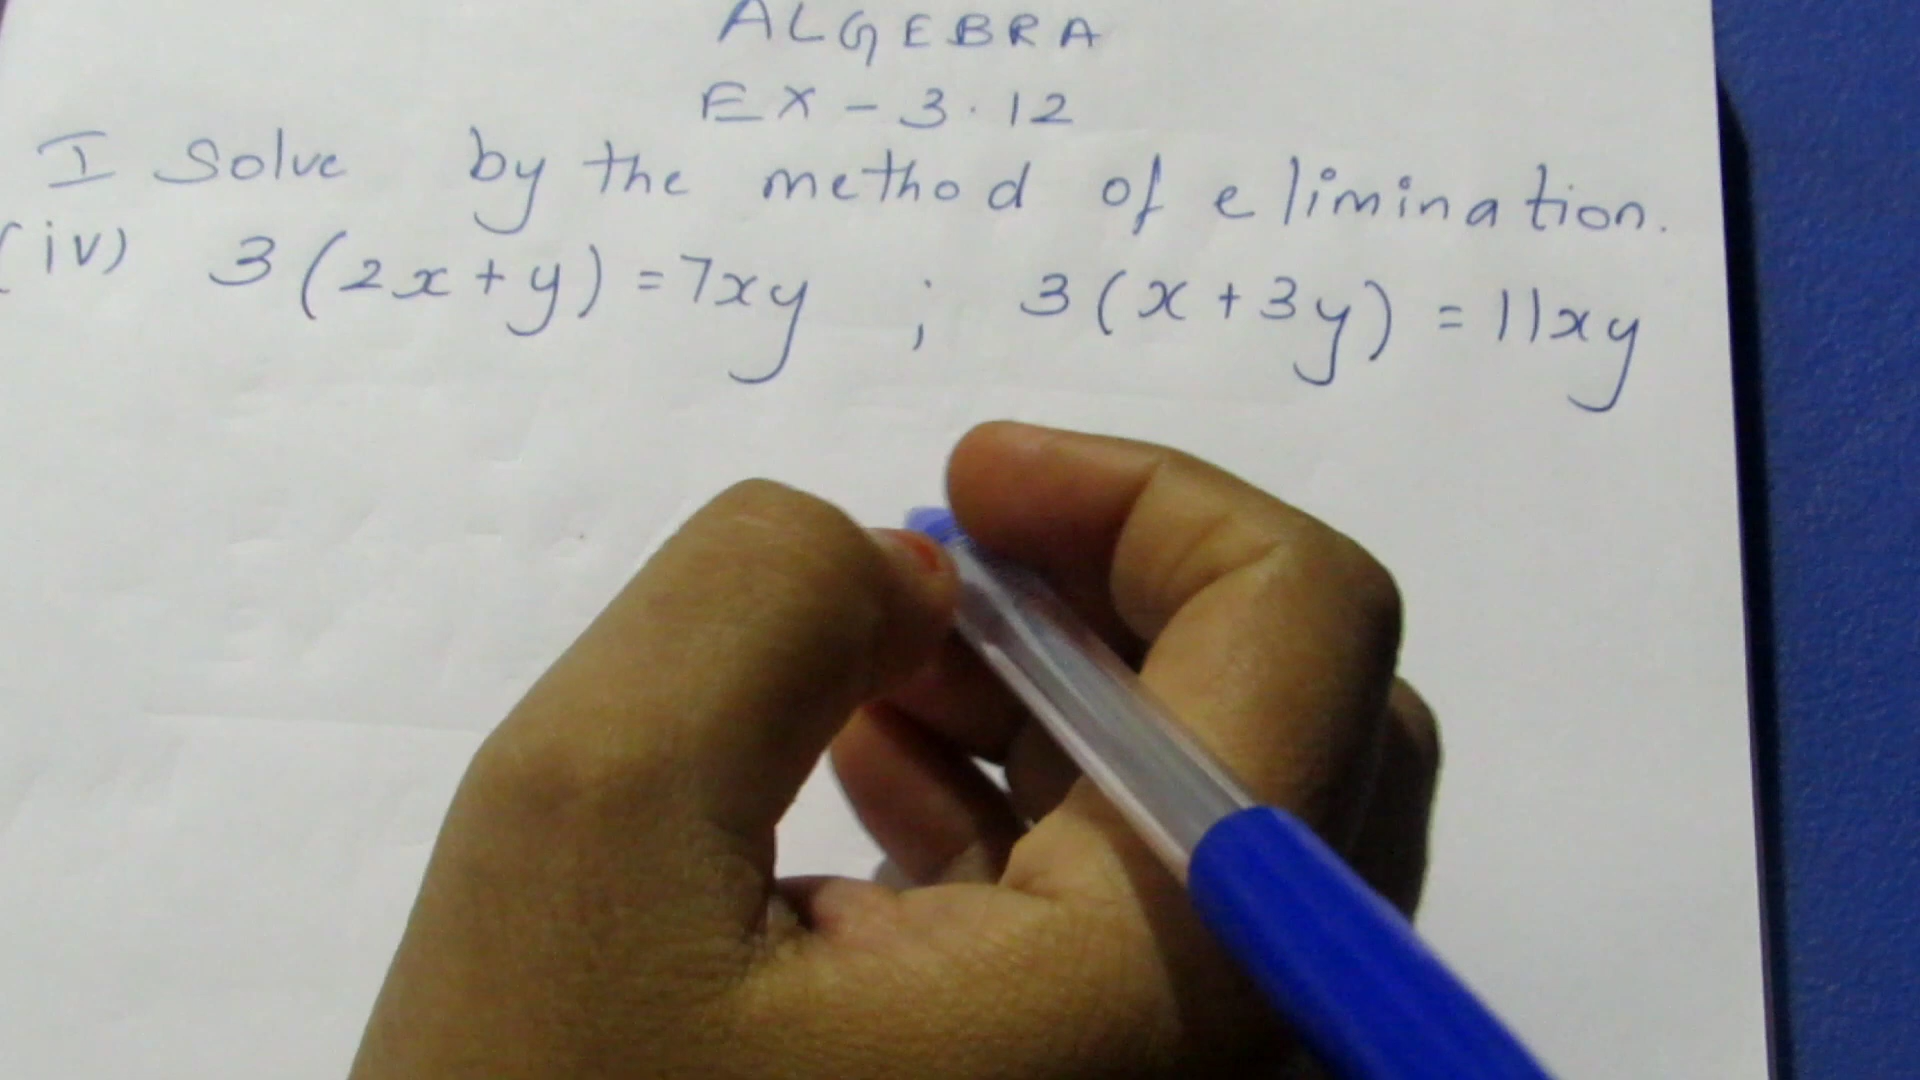 ALGEBRA
EX - 3.12
I Solve by the method of elimination.
(iv) 3(2x+y) = 7xy ; 3(x+3y) = 11xy